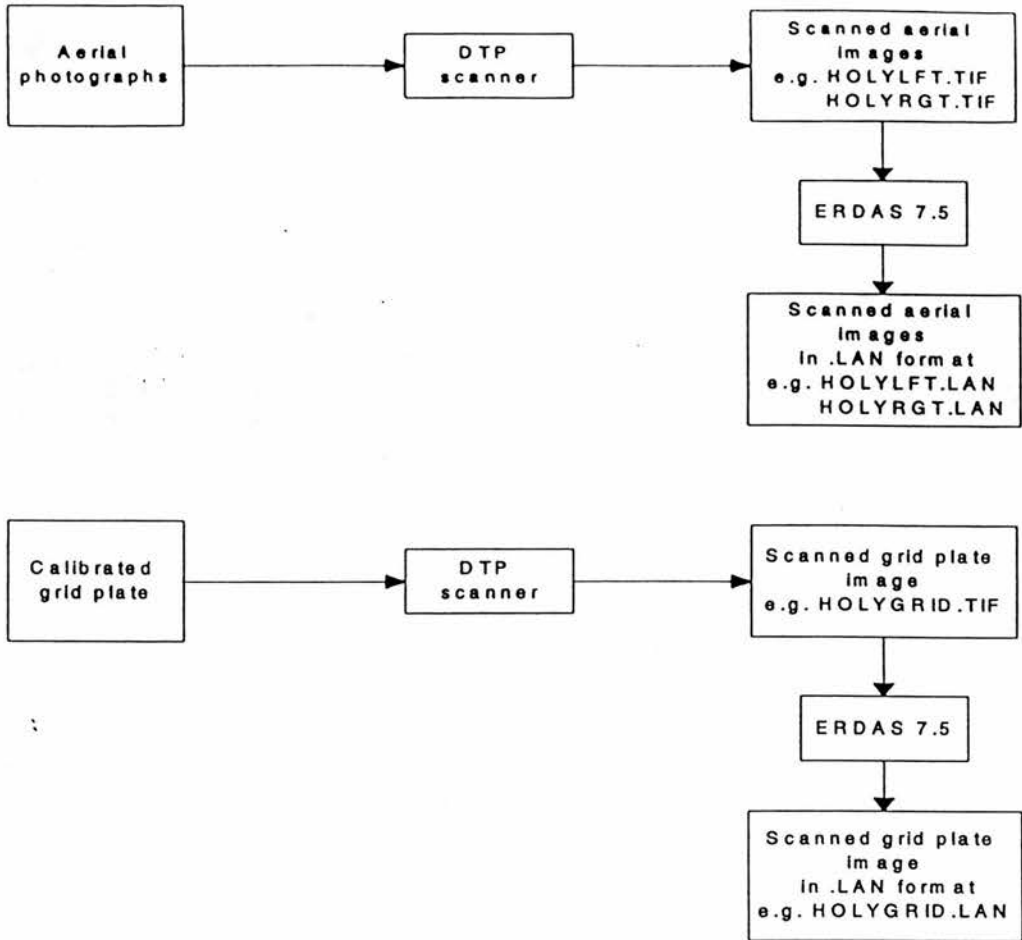 Aerial
photographs
DTP
scanner
Scanned aerial
images
e.g. HOLYLFT.TIF
HOLYRGT.TIF
ERDAS 7.5
Scanned aerial
images
in .LAN format
e.g. HOLYLFT.LAN
HOLYRGT.LAN
Calibrated
grid plate
DTP
scanner
Scanned grid plate
image
e.g. HOLYGRID.TIF
ERDAS 7.5
Scanned grid plate
image
in .LAN format
e.g. HOLYGRID.LAN